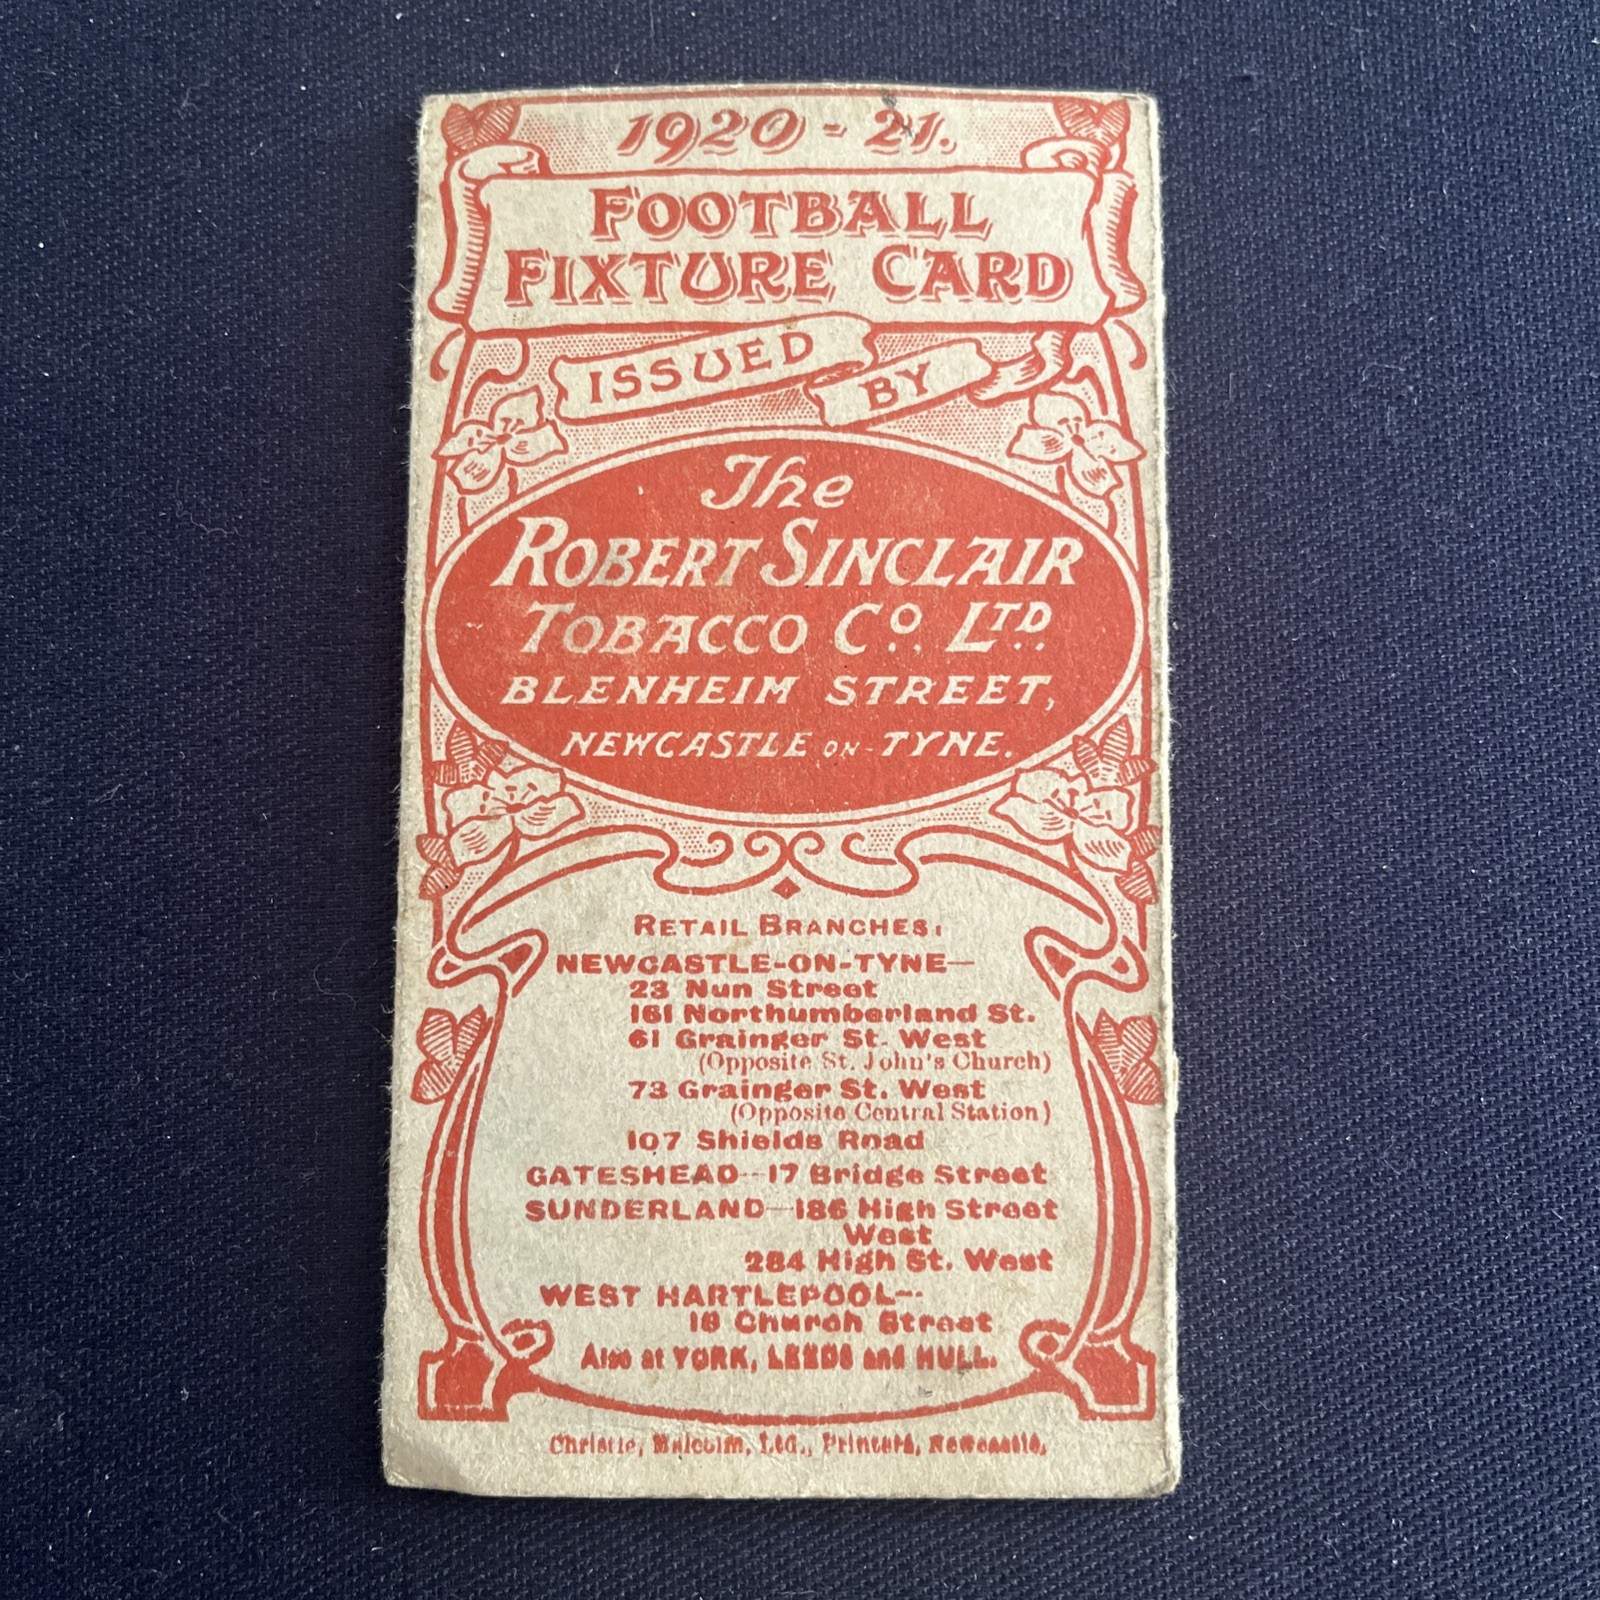 1920 - 21.
FOOTBALL
FIXTURE CARD
ISSUED BY
The
ROBERT SINCLAIR
TOBACCO Co. LTD.
BLENHEIM STREET,
NEWCASTLE ON-TYNE.
RETAIL BRANCHES.
NEWCASTLE-ON-TYNE—
23 Nun Street
161 Northumberland St.
61 Grainger St. West
(Opposite St. John's Church)
73 Grainger St. West
(Opposite Central Station)
107 Shields Road
GATESHEAD—17 Bridge Street
SUNDERLAND—186 High Street
West
284 High St. West
WEST HARTLEPOOL—
18 Church Street
Also at YORK, LEEDS and HULL.
Christie, Malcolm, Ltd., Printers, Newcastle,